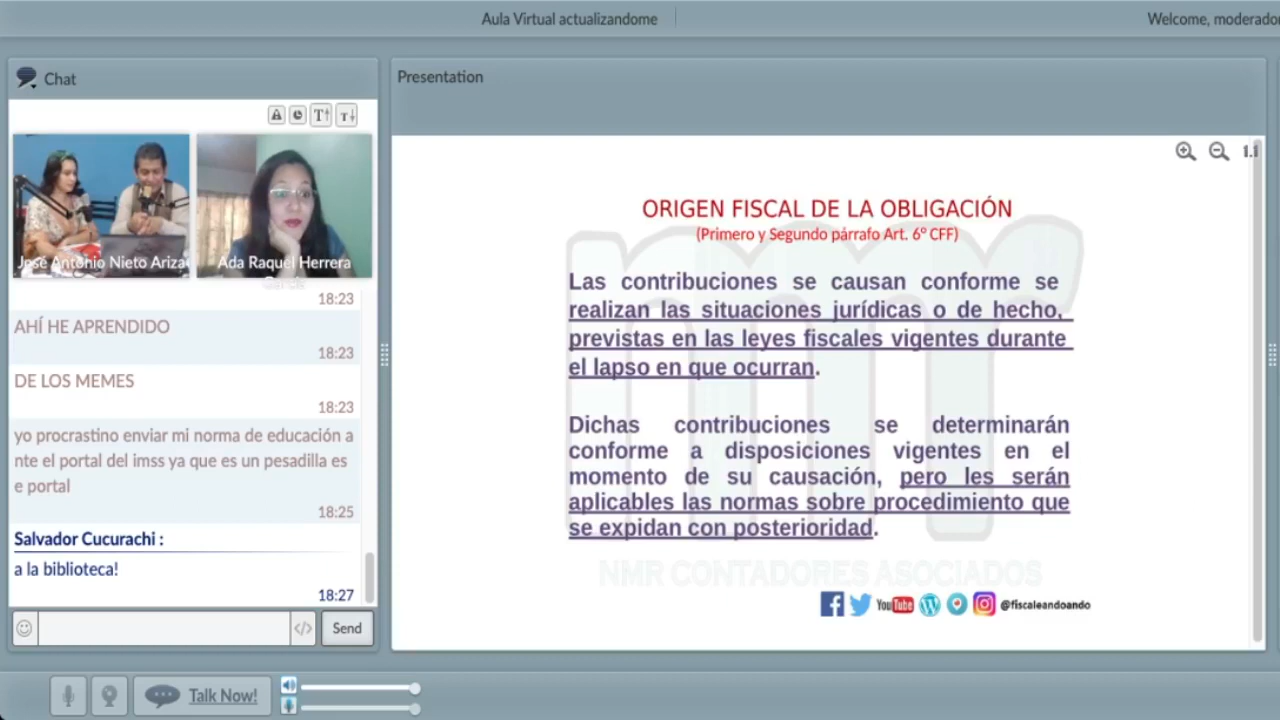 Aula Virtual actualizandome
Welcome, moderador
Chat
Presentation
José Antonio Nieto Ariza
Ada Raquel Herrera
García
18:23
AHÍ HE APRENDIDO
18:23
DE LOS MEMES
18:23
yo procrastino enviar mi norma de educación a
nte el portal del imss ya que es un pesadilla es
e portal
18:25
Salvador Cucurachi :
a la biblioteca!
18:27
Send
Talk Now!
1:1
ORIGEN FISCAL DE LA OBLIGACIÓN
(Primero y Segundo párrafo Art. 6º CFF)
Las contribuciones se causan conforme se
realizan las situaciones jurídicas o de hecho,
previstas en las leyes fiscales vigentes durante
el lapso en que ocurran.
Dichas contribuciones se determinarán
conforme a disposiciones vigentes en el
momento de su causación, pero les serán
aplicables las normas sobre procedimiento que
se expidan con posterioridad.
nmr
NMR CONTADORES ASOCIADOS
YouTube
@fiscaleandoando